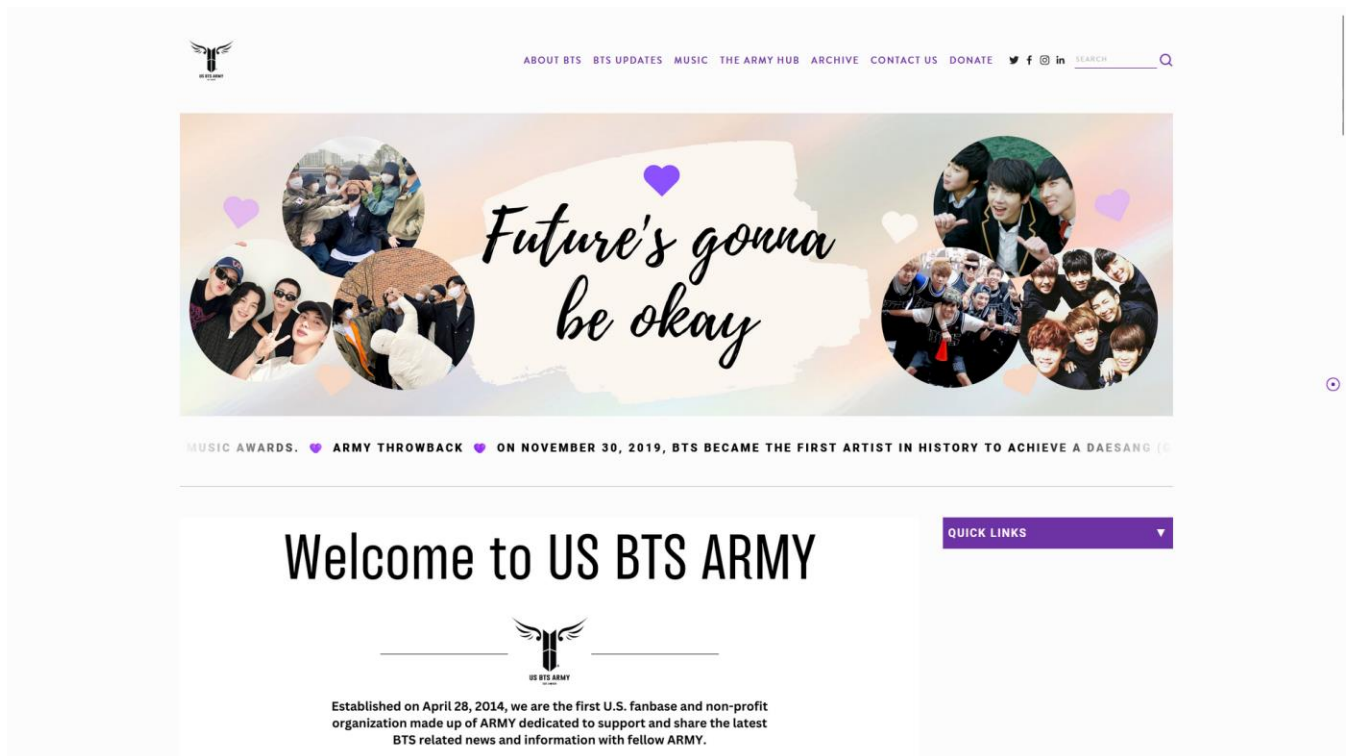 US BTS ARMY
ABOUT BTS BTS UPDATES MUSIC THE ARMY HUB ARCHIVE CONTACT US DONATE SEARCH
Future's gonna
be okay
MUSIC AWARDS. ARMY THROWBACK ON NOVEMBER 30, 2019, BTS BECAME THE FIRST ARTIST IN HISTORY TO ACHIEVE A DAESANG (
Welcome to US BTS ARMY
QUICK LINKS
US BTS ARMY
Established on April 28, 2014, we are the first U.S. fanbase and non-profit
organization made up of ARMY dedicated to support and share the latest
BTS related news and information with fellow ARMY.